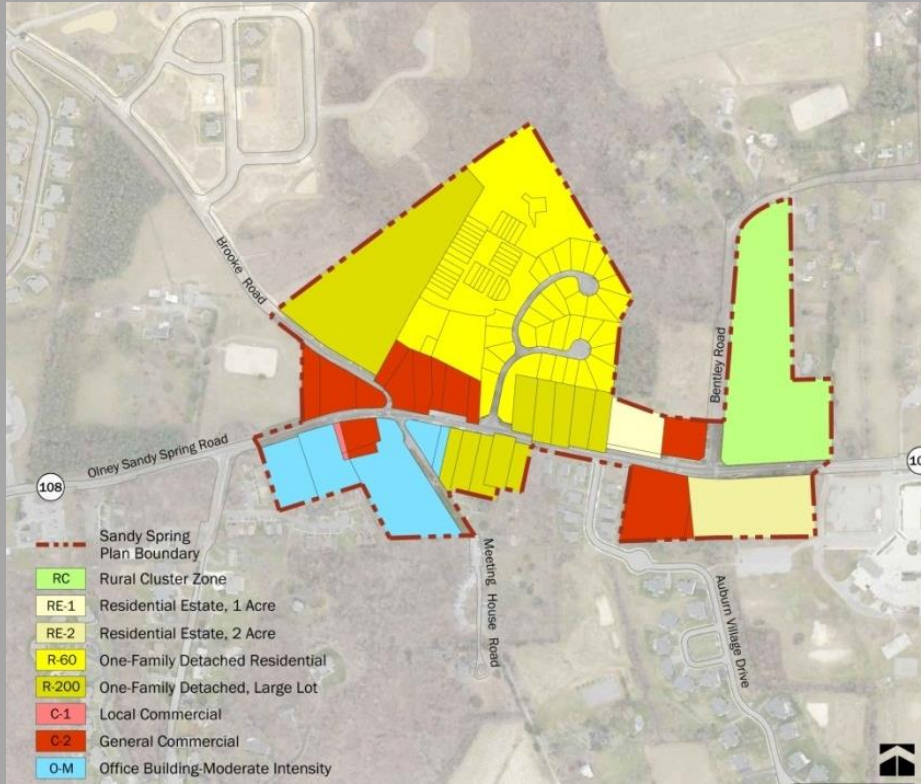 Brooke Road
Bentley Road
Olney Sandy Spring Road
108
10
Meeting House Road
Auburn Village Drive
Sandy Spring
Plan Boundary
RC Rural Cluster Zone
RE-1 Residential Estate, 1 Acre
RE-2 Residential Estate, 2 Acre
R-60 One-Family Detached Residential
R-200 One-Family Detached, Large Lot
C-1 Local Commercial
C-2 General Commercial
O-M Office Building-Moderate Intensity